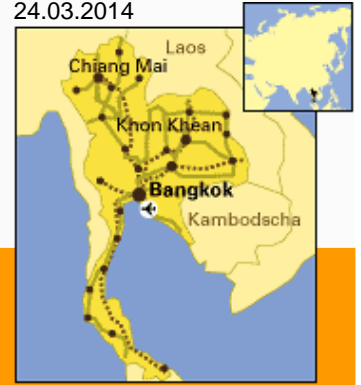 24.03.2014
Laos
Chiang Mai
Khon Khean
Bangkok
Kambodscha